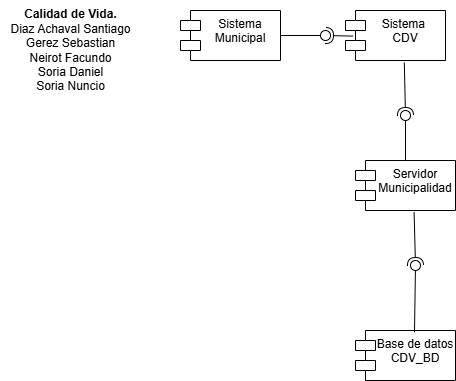 Calidad de Vida.
Diaz Achaval Santiago
Gerez Sebastian
Neirot Facundo
Soria Daniel
Soria Nuncio
Sistema
Municipal
Sistema
CDV
Servidor
Municipalidad
Base de datos
CDV_BD